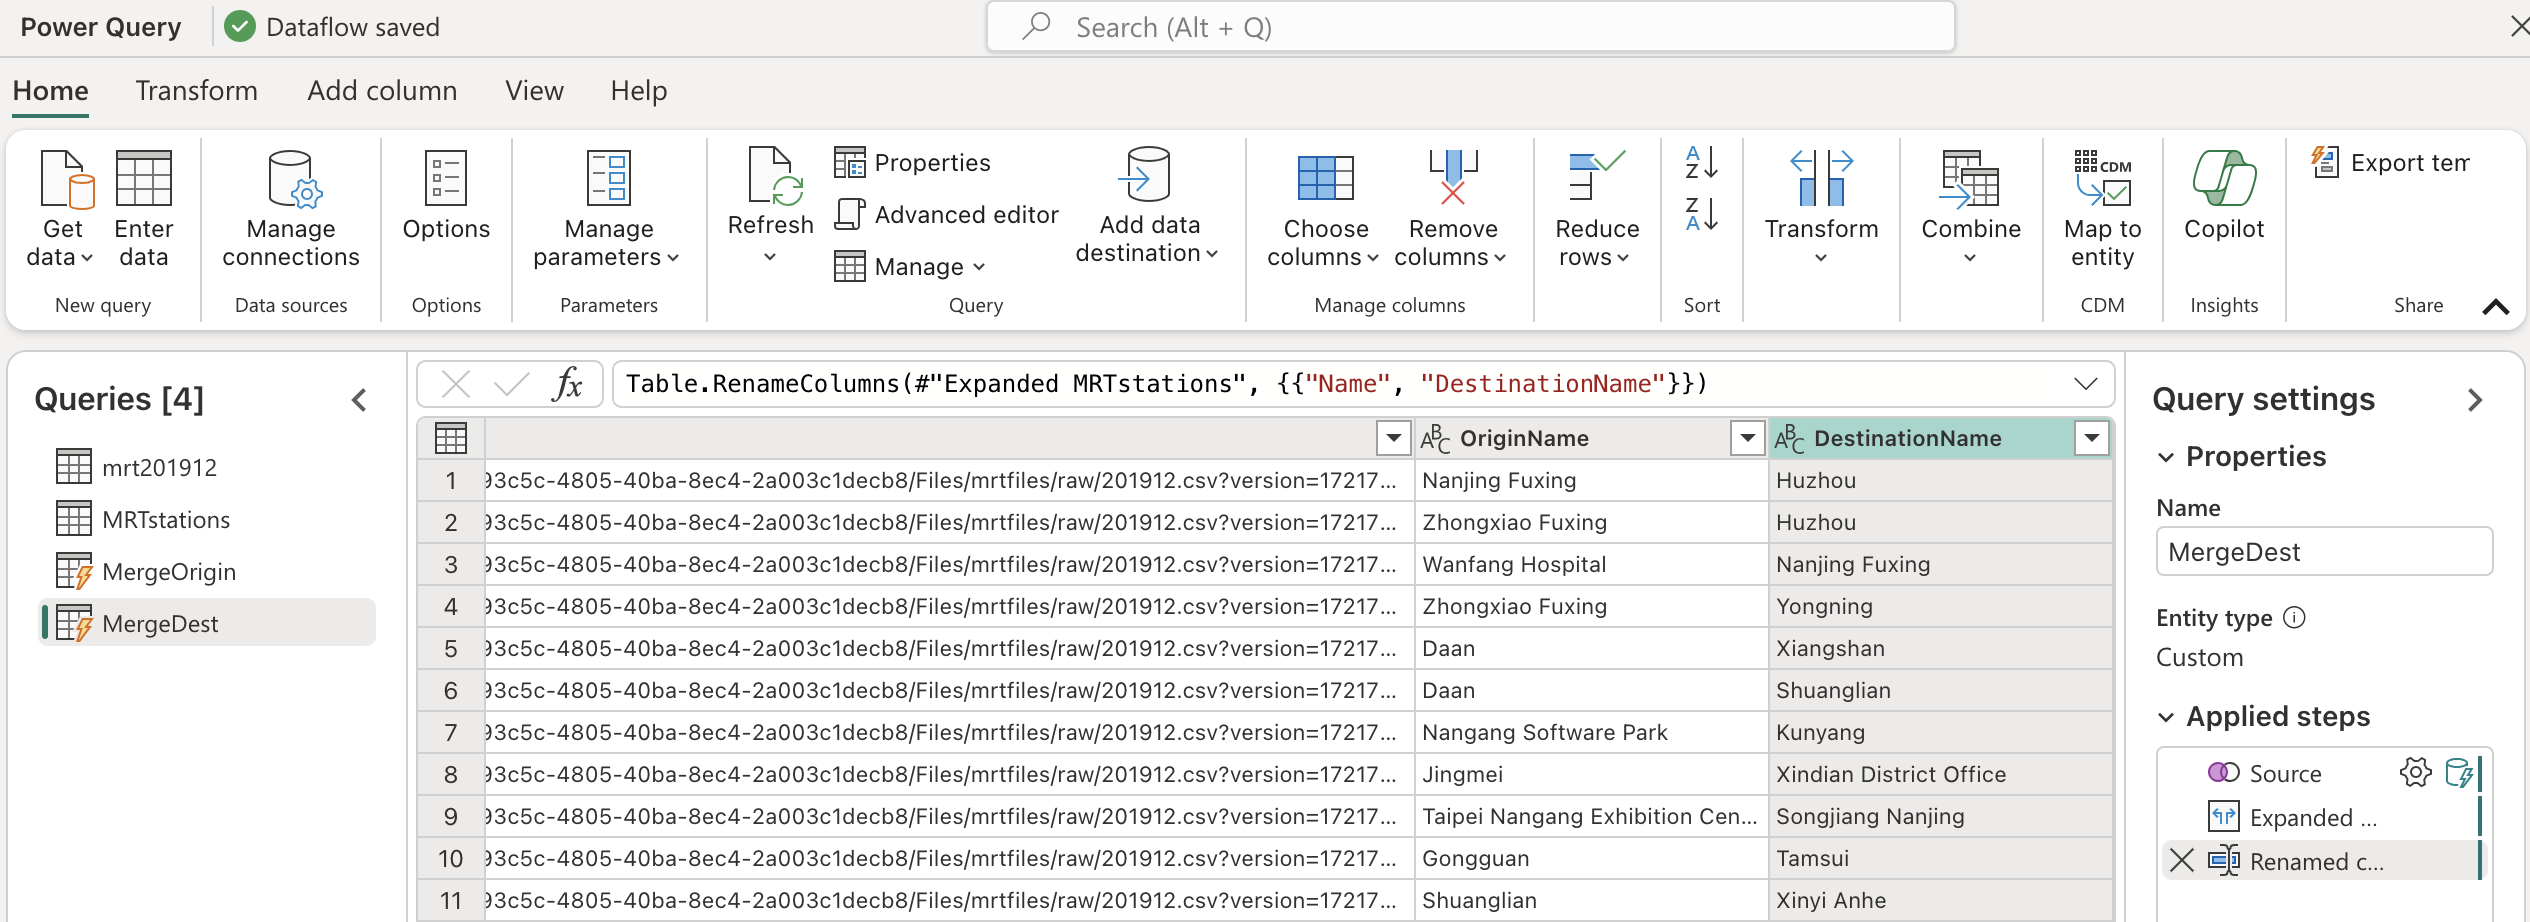 Power Query
Dataflow saved
Search (Alt + Q)
Home Transform Add column View Help
Get data
Enter data
New query
Manage connections
Data sources
Options
Options
Manage parameters
Parameters
Refresh
Properties
Advanced editor
Manage
Add data destination
Query
Choose columns
Remove columns
Manage columns
Reduce rows
A Z
Z A
Sort
Transform
Combine
CDM
Map to entity
CDM
Copilot
Insights
Export tem
Share
Queries [4]
mrt201912
MRTstations
MergeOrigin
MergeDest
fx
Table.RenameColumns(#"Expanded MRTstations", {{"Name", "DestinationName"}})
ABC OriginName ABC DestinationName
1 93c5c-4805-40ba-8ec4-2a003c1decb8/Files/mrtfiles/raw/201912.csv?version=17217... Nanjing Fuxing Huzhou
2 93c5c-4805-40ba-8ec4-2a003c1decb8/Files/mrtfiles/raw/201912.csv?version=17217... Zhongxiao Fuxing Huzhou
3 93c5c-4805-40ba-8ec4-2a003c1decb8/Files/mrtfiles/raw/201912.csv?version=17217... Wanfang Hospital Nanjing Fuxing
4 93c5c-4805-40ba-8ec4-2a003c1decb8/Files/mrtfiles/raw/201912.csv?version=17217... Zhongxiao Fuxing Yongning
5 93c5c-4805-40ba-8ec4-2a003c1decb8/Files/mrtfiles/raw/201912.csv?version=17217... Daan Xiangshan
6 93c5c-4805-40ba-8ec4-2a003c1decb8/Files/mrtfiles/raw/201912.csv?version=17217... Daan Shuanglian
7 93c5c-4805-40ba-8ec4-2a003c1decb8/Files/mrtfiles/raw/201912.csv?version=17217... Nangang Software Park Kunyang
8 93c5c-4805-40ba-8ec4-2a003c1decb8/Files/mrtfiles/raw/201912.csv?version=17217... Jingmei Xindian District Office
9 93c5c-4805-40ba-8ec4-2a003c1decb8/Files/mrtfiles/raw/201912.csv?version=17217... Taipei Nangang Exhibition Cen... Songjiang Nanjing
10 93c5c-4805-40ba-8ec4-2a003c1decb8/Files/mrtfiles/raw/201912.csv?version=17217... Gongguan Tamsui
11 93c5c-4805-40ba-8ec4-2a003c1decb8/Files/mrtfiles/raw/201912.csv?version=17217... Shuanglian Xinyi Anhe
Query settings
Properties
Name
MergeDest
Entity type
Custom
Applied steps
Source
Expanded ...
Renamed c...